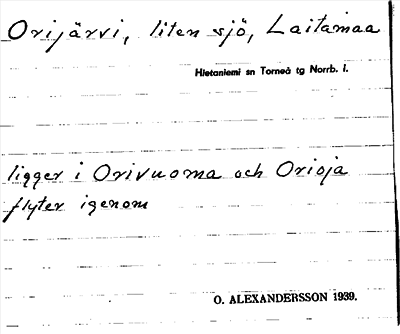 Orijärvi, liten sjö, Laitamaa
Hietaniemi sn Torneå tg Norrb. l.
ligger i Orivuoma och Orioja
flyter igenom
O. ALEXANDERSSON 1939.